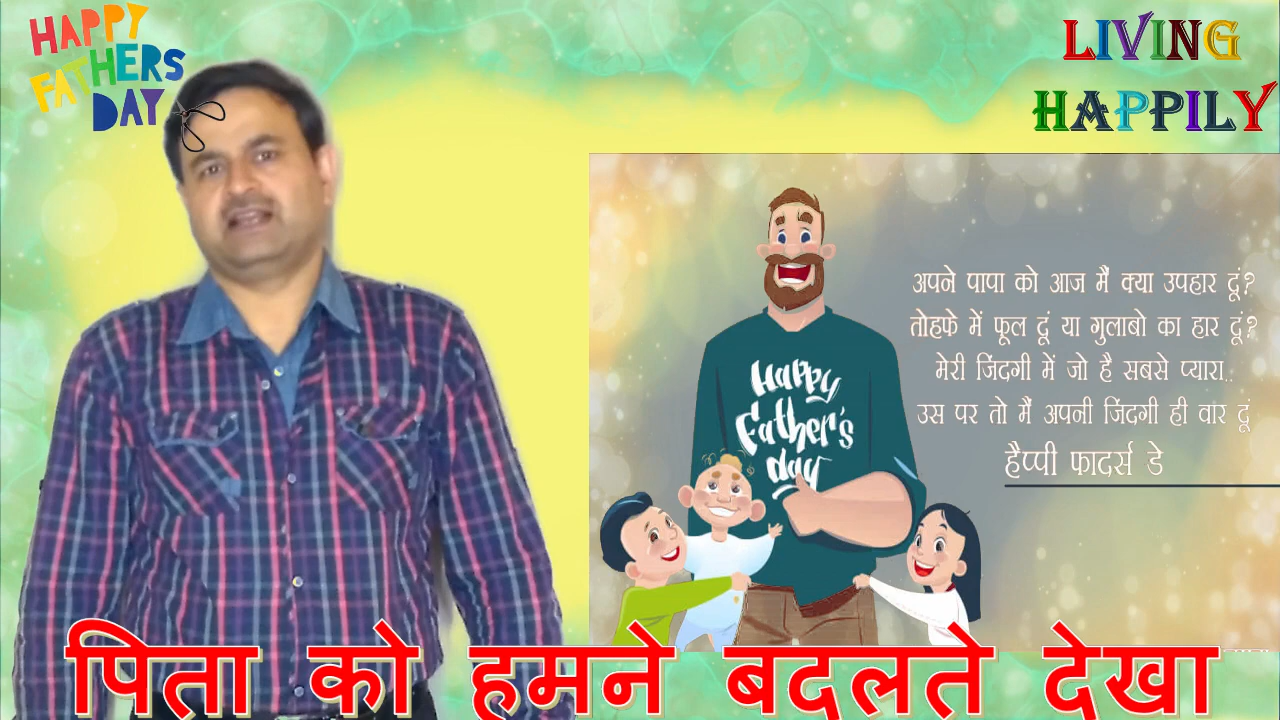 HAPPY
FATHERS
DAY
LIVING
HAPPILY
अपने पापा को आज मैं क्या उपहार दूं?
तोहफे में फूल दूं या गुलाबो का हार दूं?
मेरी जिंदगी में जो है सबसे प्यारा..
उस पर तो मैं अपनी जिंदगी ही वार दूं
हैप्पी फादर्स डे
Happy
Father's
day
पिता को हमने बदलते देखा